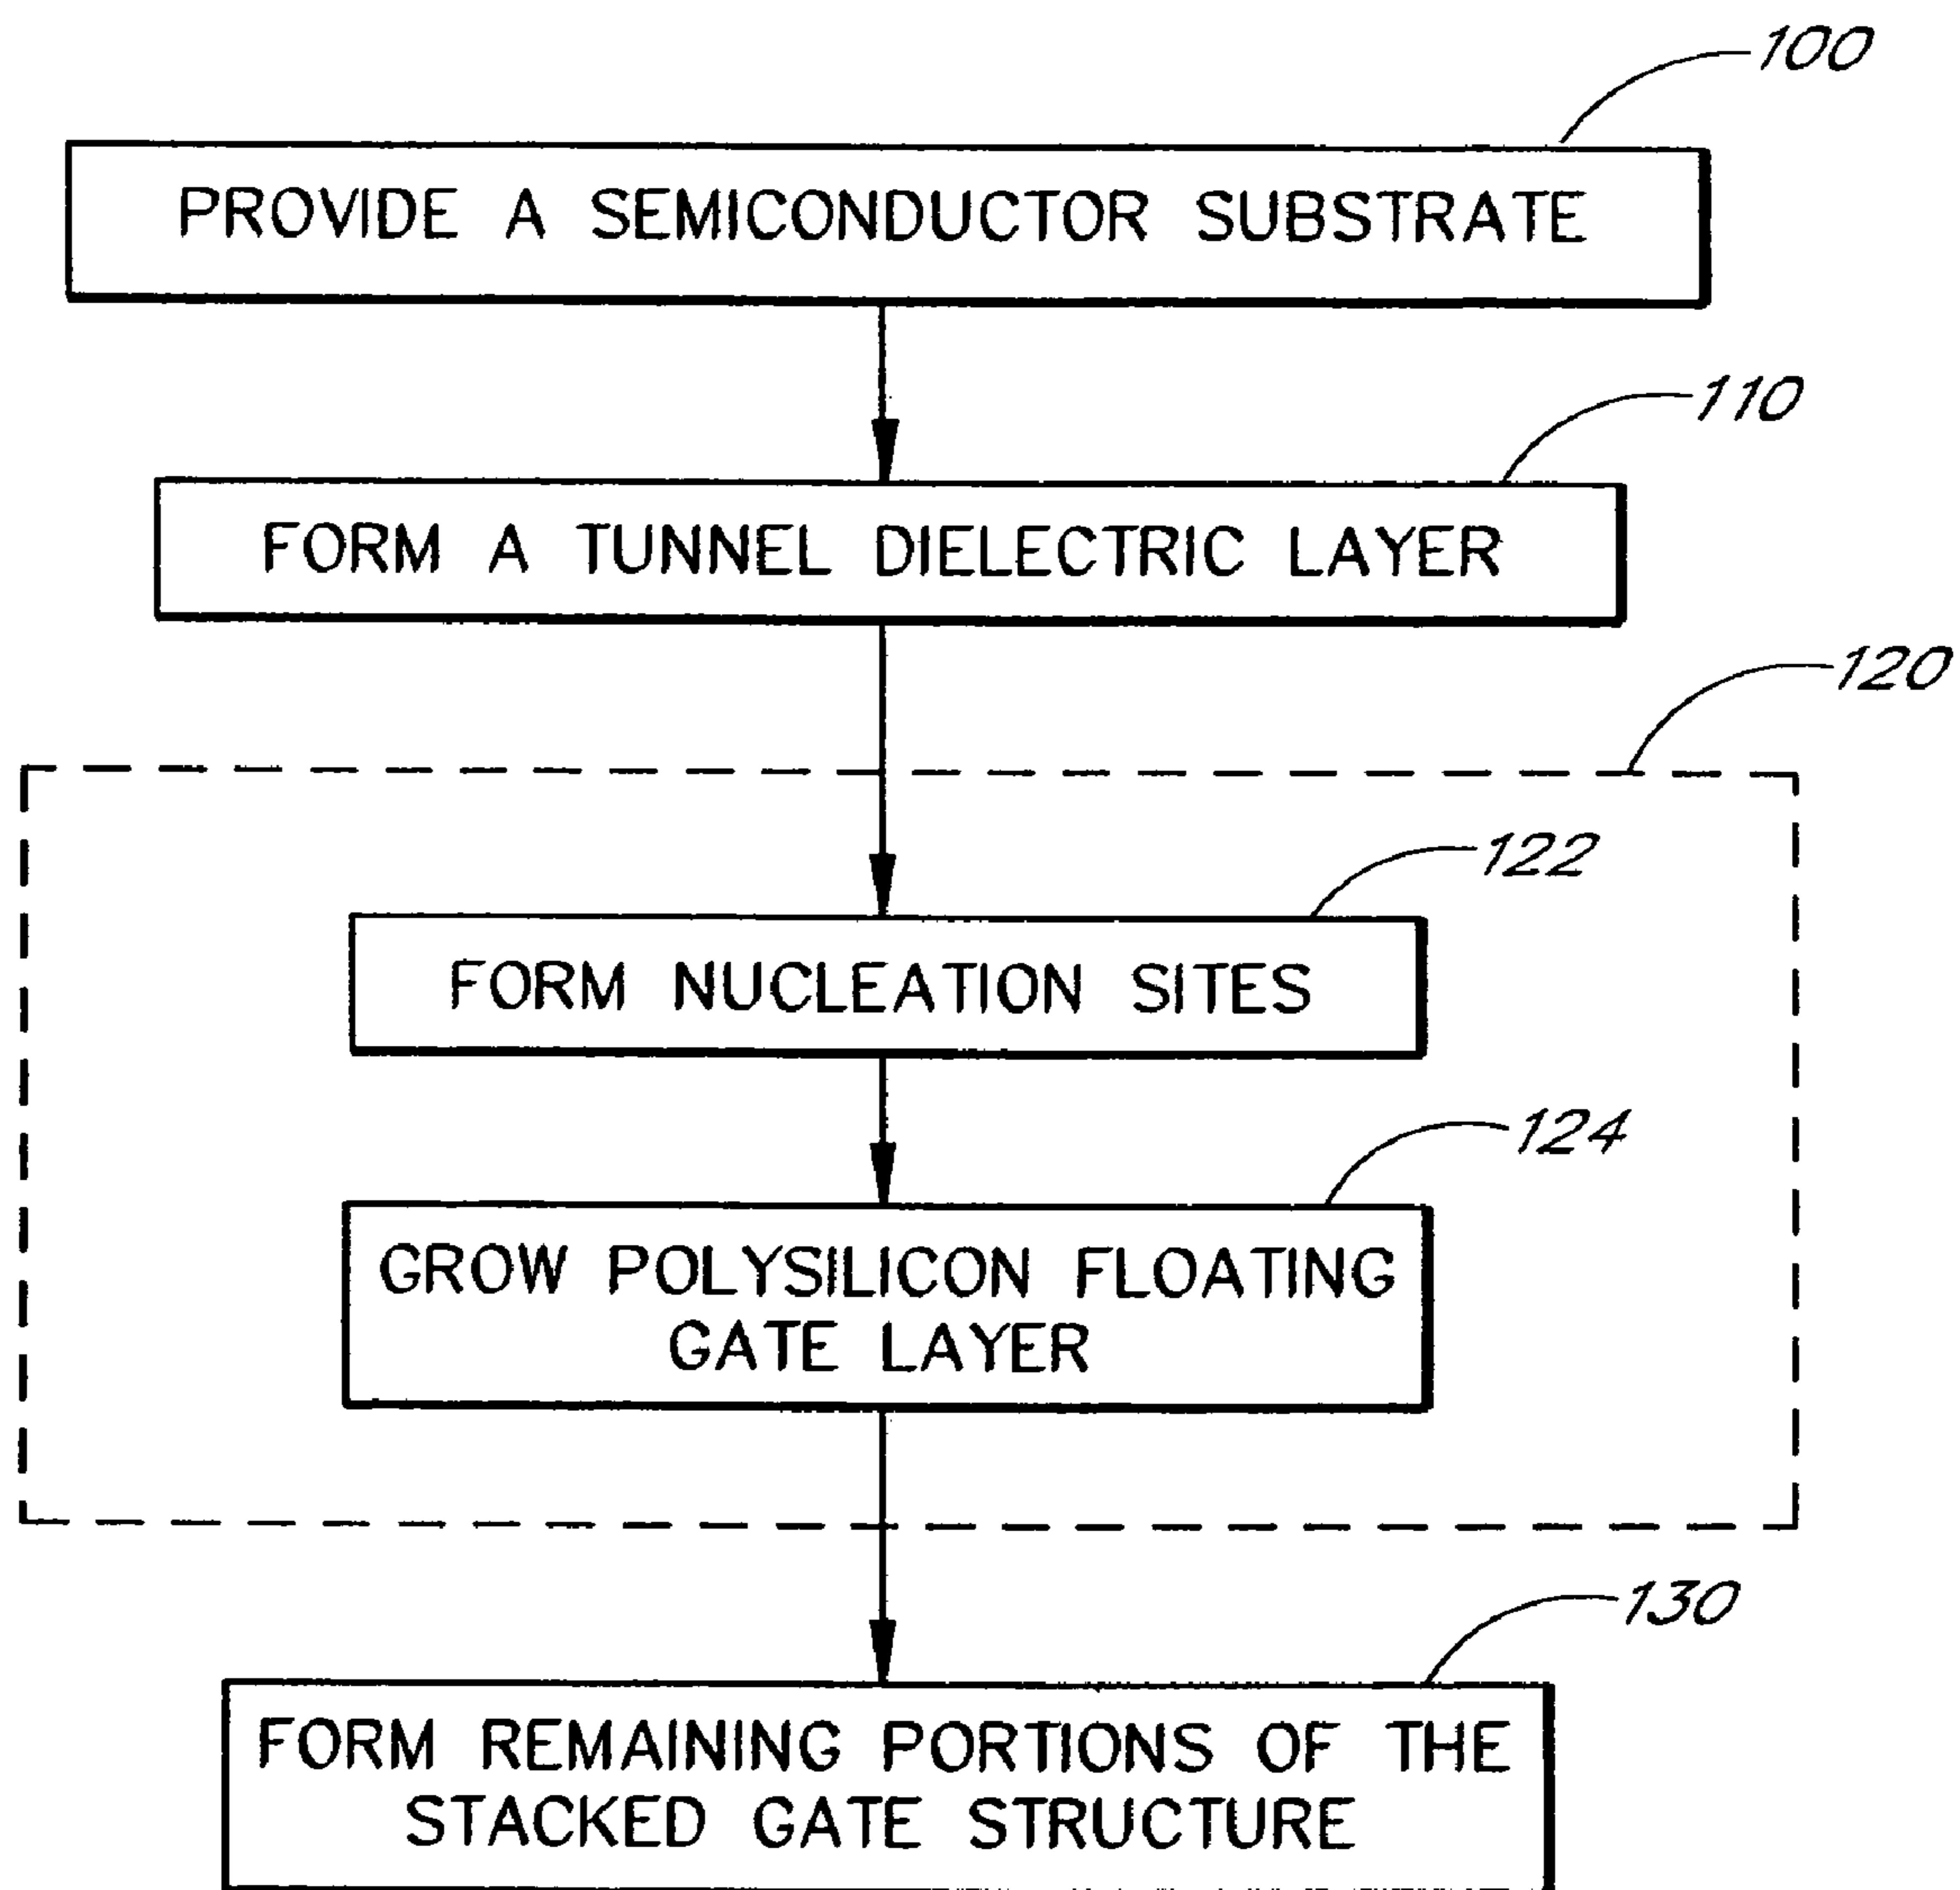 100
PROVIDE A SEMICONDUCTOR SUBSTRATE
110
FORM A TUNNEL DIELECTRIC LAYER
120
122
FORM NUCLEATION SITES
124
GROW POLYSILICON FLOATING
GATE LAYER
130
FORM REMAINING PORTIONS OF THE
STACKED GATE STRUCTURE